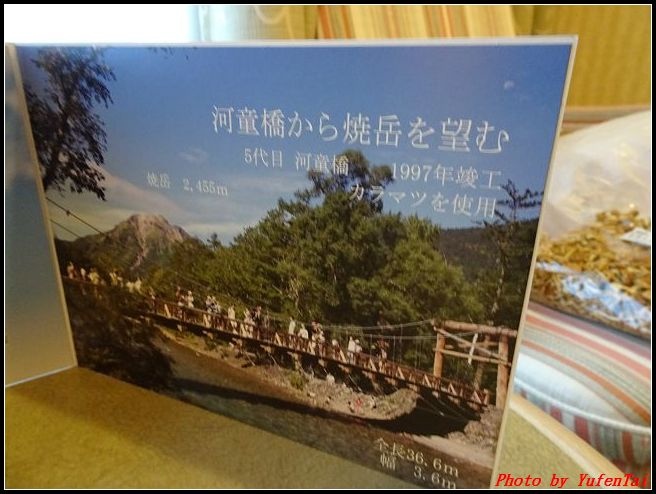 河童橋から焼岳を望む
5代目 河童橋 1997年竣工
カラマツを使用
焼岳 2,455m
全長36.6m
幅 3.6m
Photo by YufenTai